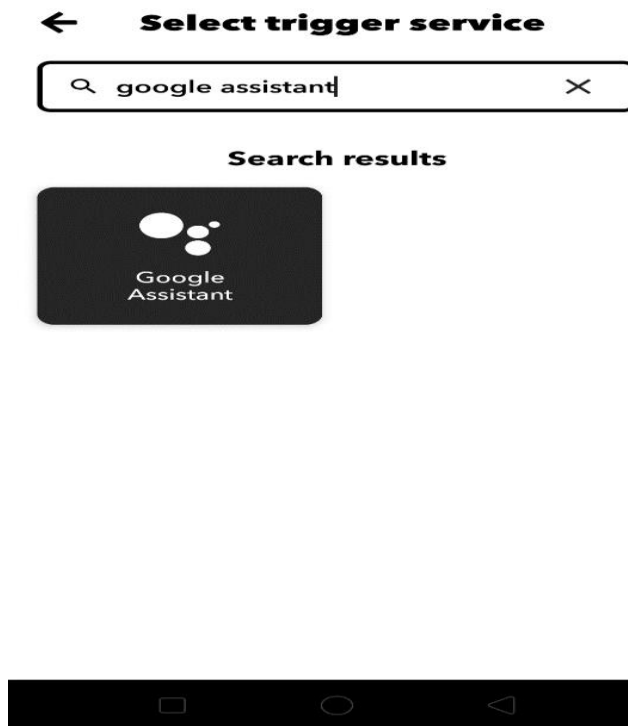 Select trigger service
google assistant
Search results
Google
Assistant